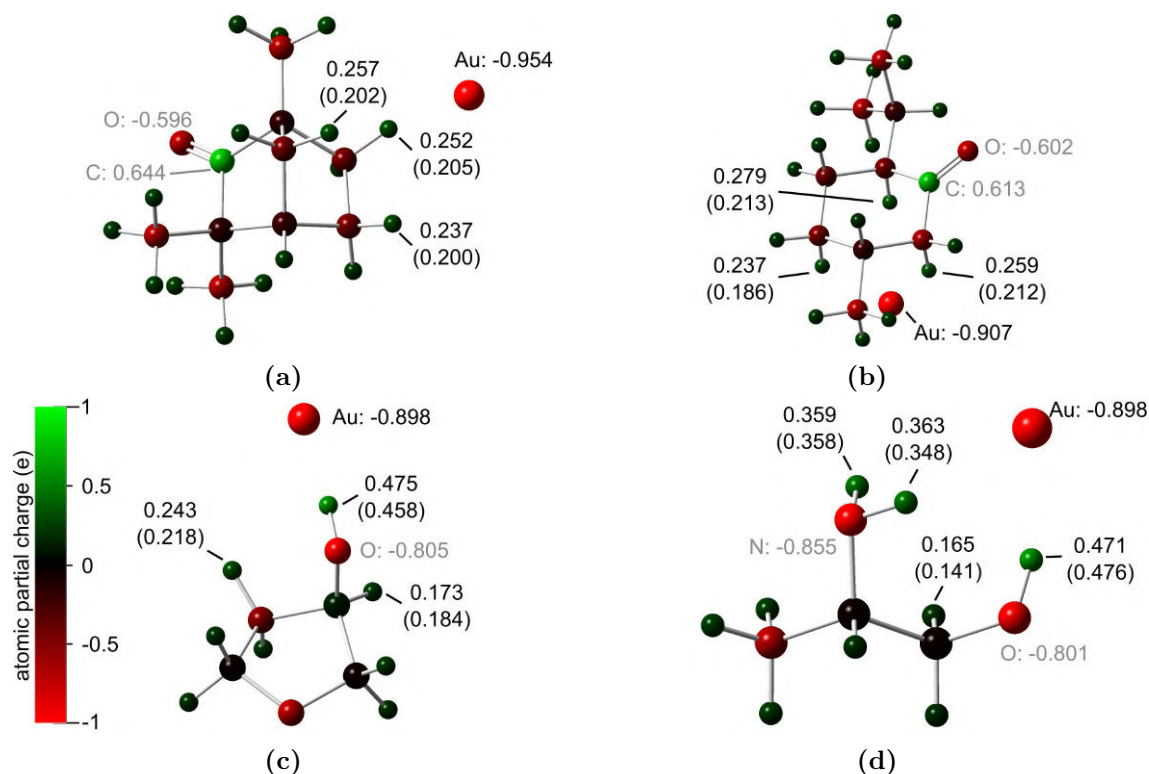 Au: -0.954
0.257
(0.202)
O: -0.596
0.252
(0.205)
C: 0.644
0.237
(0.200)
(a)
O: -0.602
0.279
(0.213)
C: 0.613
0.237
(0.186)
0.259
(0.212)
Au: -0.907
(b)
atomic partial charge (e)
1
0.5
0
-0.5
-1
Au: -0.898
0.475
(0.458)
0.243
(0.218)
O: -0.805
0.173
(0.184)
(c)
0.359
(0.358)
0.363
(0.348)
Au: -0.898
N: -0.855
0.165
(0.141)
0.471
(0.476)
O: -0.801
(d)